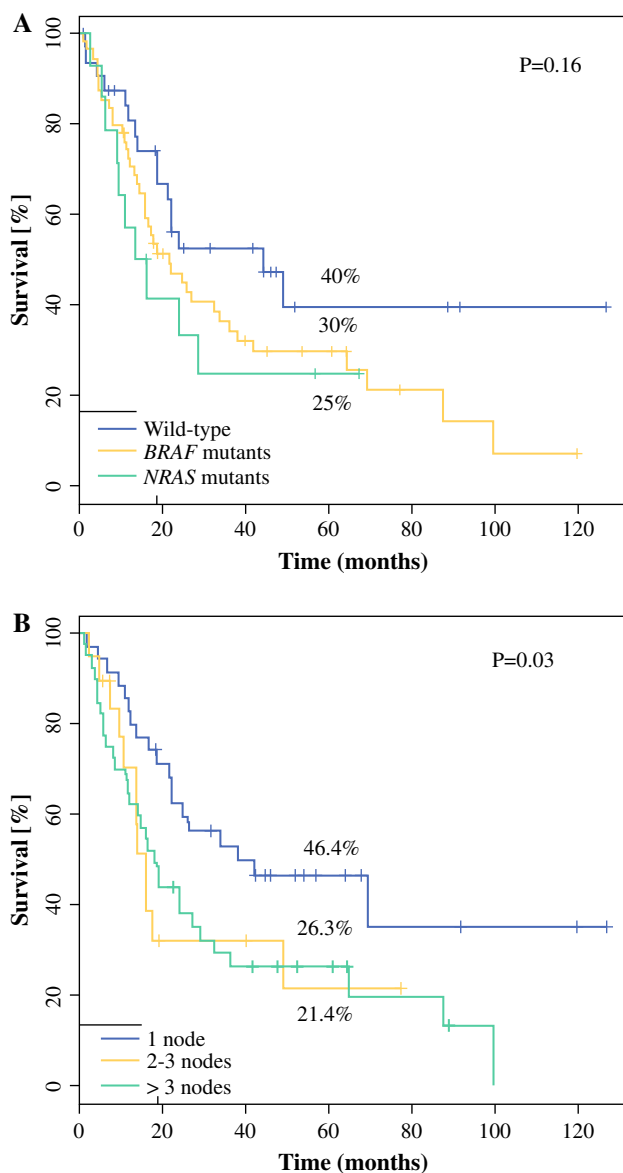 A
P=0.16
Survival [%]
100
80
60
40
20
0
40%
30%
25%
Wild-type
BRAF mutants
NRAS mutants
0 20 40 60 80 100 120
Time (months)
B
P=0.03
Survival [%]
100
80
60
40
20
0
46.4%
26.3%
21.4%
1 node
2-3 nodes
> 3 nodes
0 20 40 60 80 100 120
Time (months)